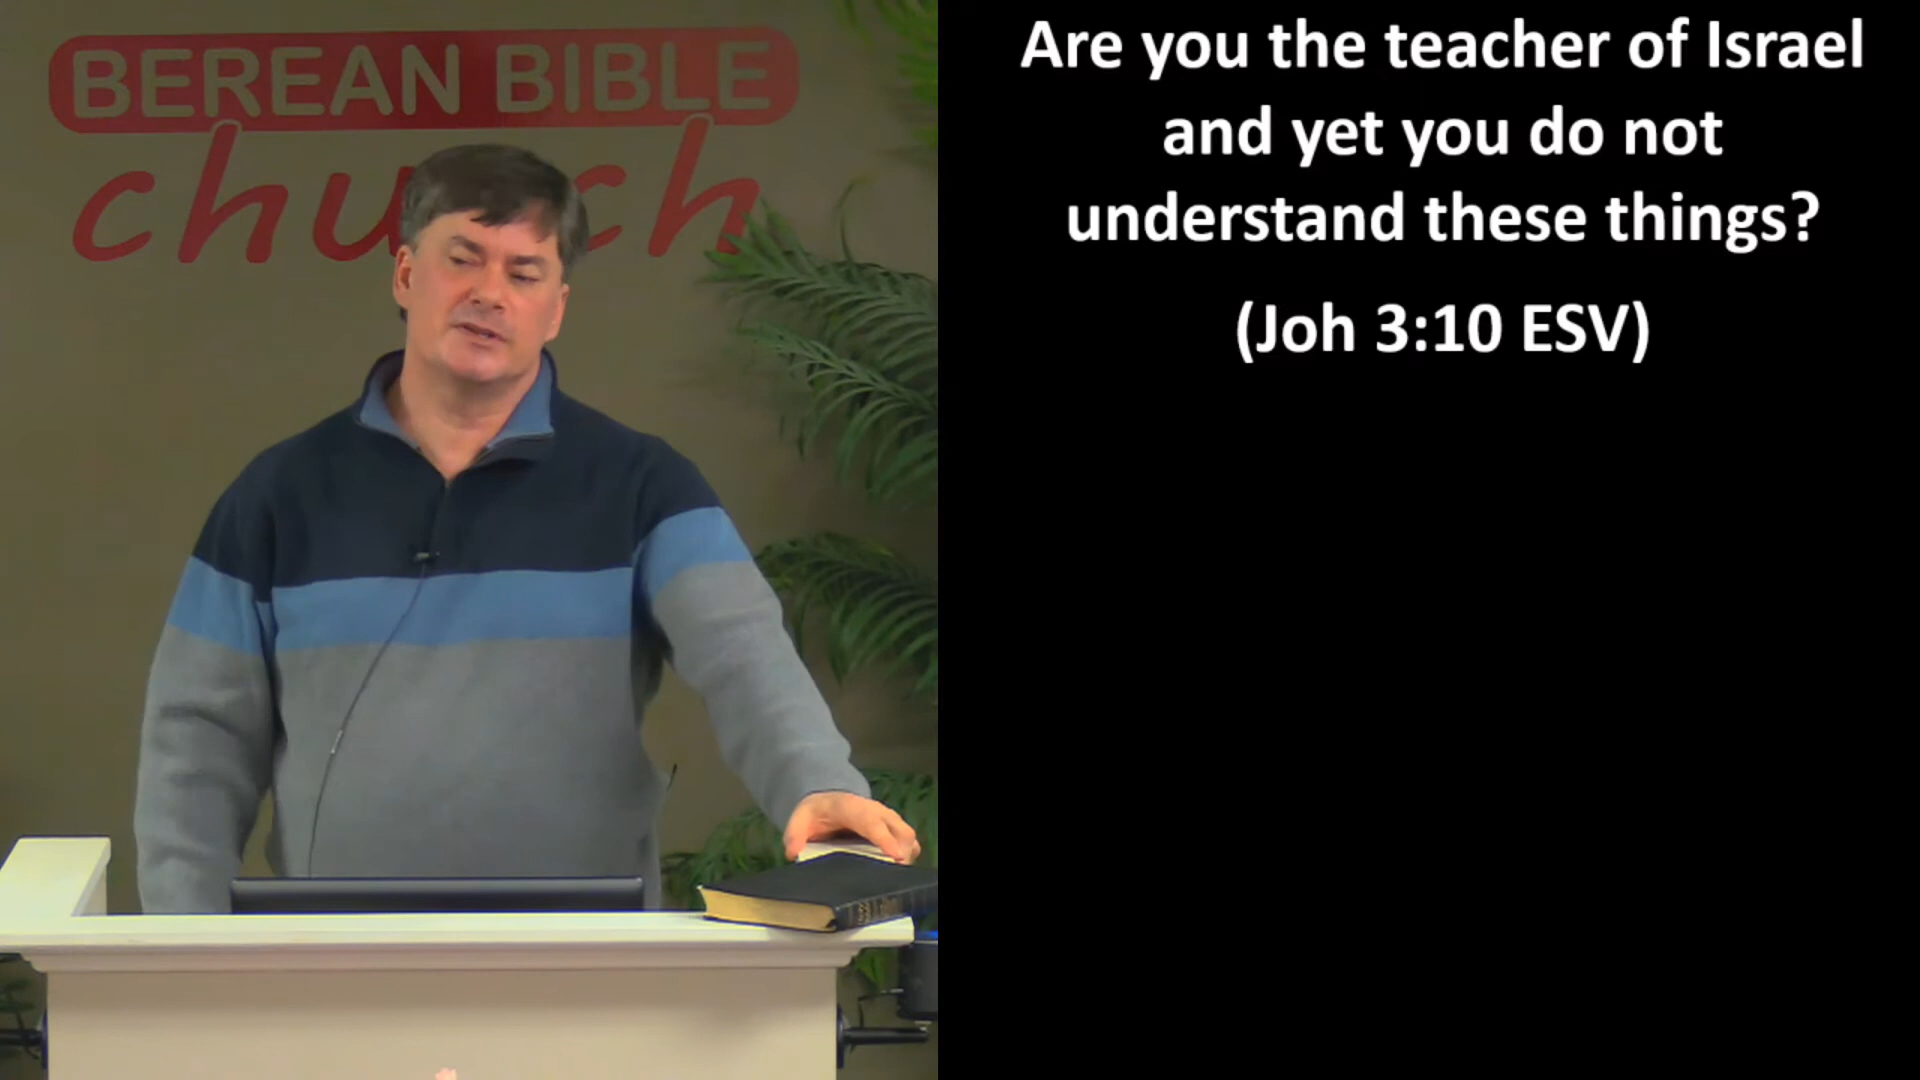 BEREAN BIBLE
church
Are you the teacher of Israel
and yet you do not
understand these things?
(Joh 3:10 ESV)